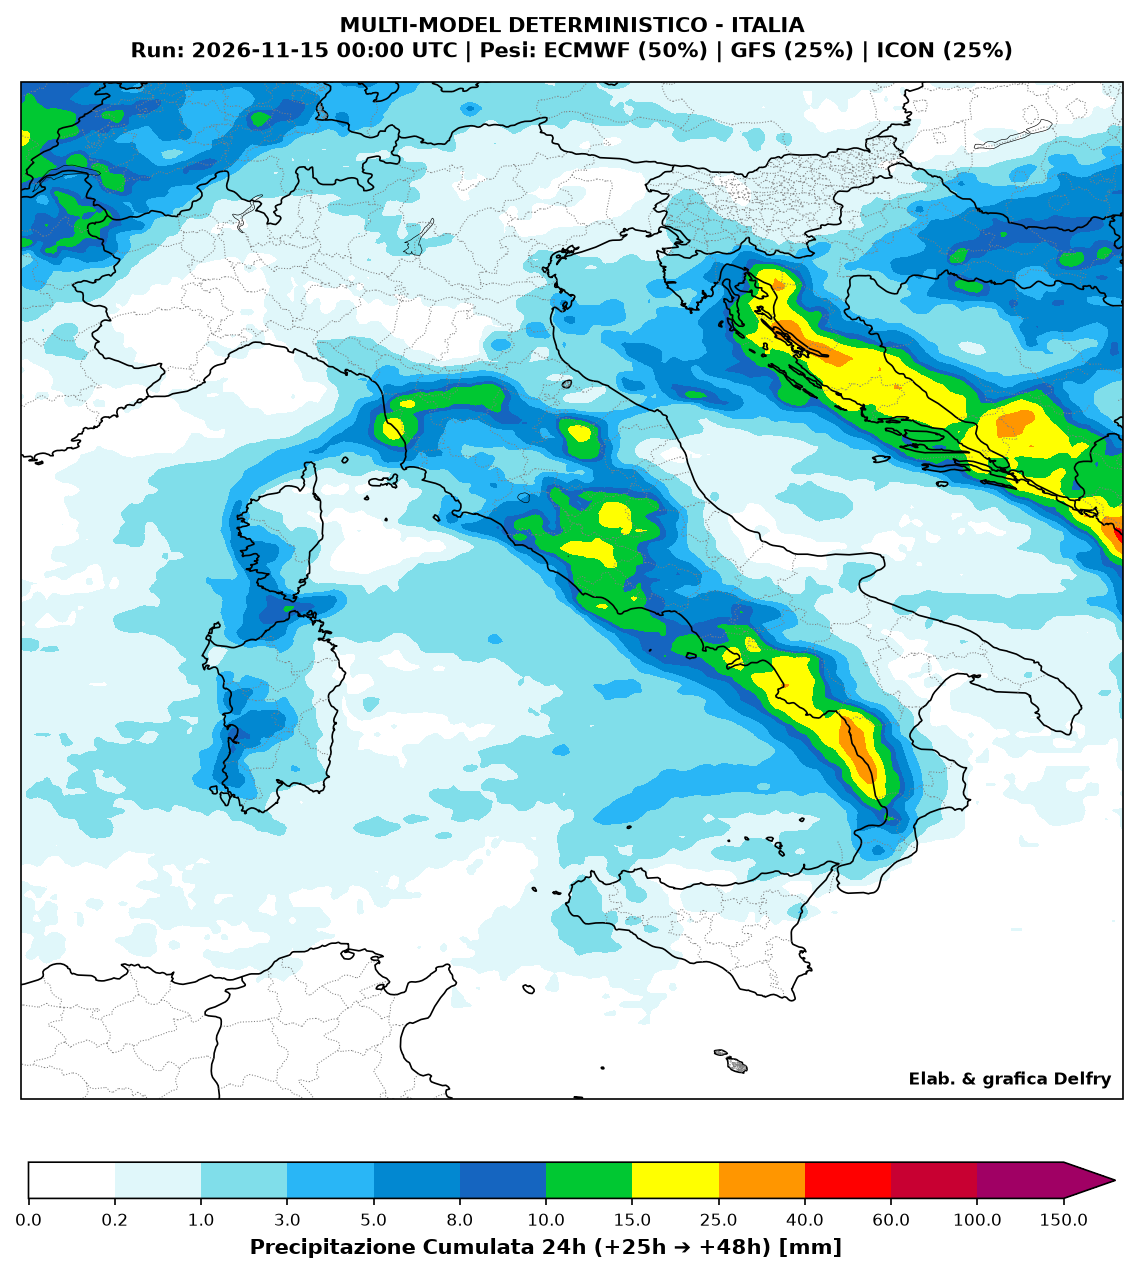 MULTI-MODEL DETERMINISTICO - ITALIA
Run: 2026-11-15 00:00 UTC | Pesi: ECMWF (50%) | GFS (25%) | ICON (25%)
Elab. & grafica Delfry
0.0 0.2 1.0 3.0 5.0 8.0 10.0 15.0 25.0 40.0 60.0 100.0 150.0
Precipitazione Cumulata 24h (+25h → +48h) [mm]